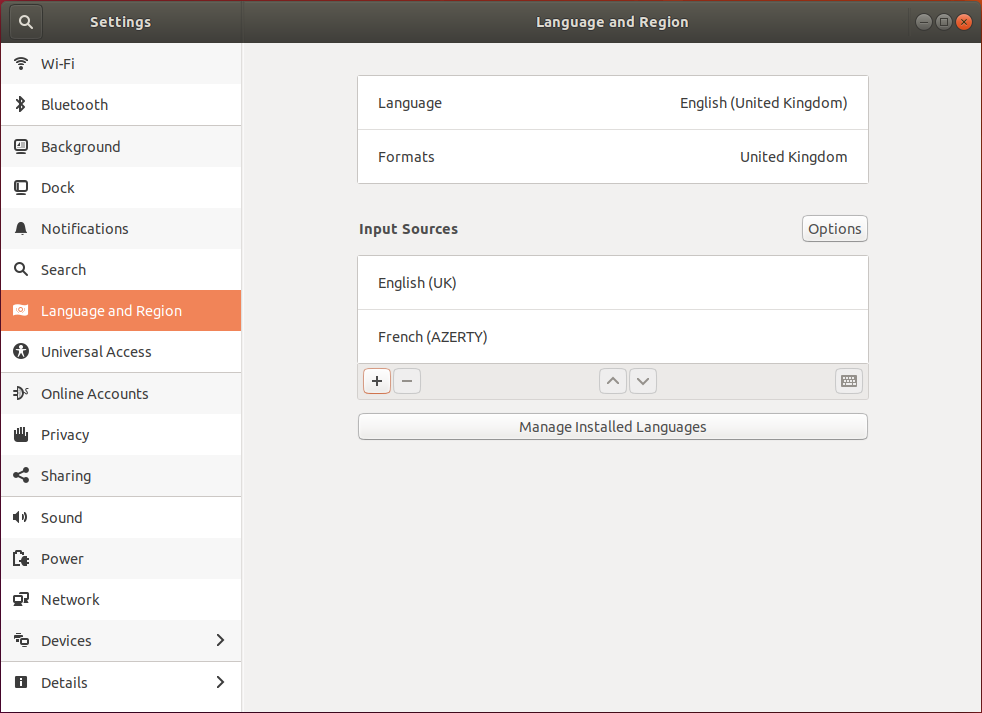 Settings
Language and Region
Wi-Fi
Bluetooth
Background
Dock
Notifications
Search
Language and Region
Universal Access
Online Accounts
Privacy
Sharing
Sound
Power
Network
Devices
Details
Language English (United Kingdom)
Formats United Kingdom
Input Sources Options
English (UK)
French (AZERTY)
Manage Installed Languages